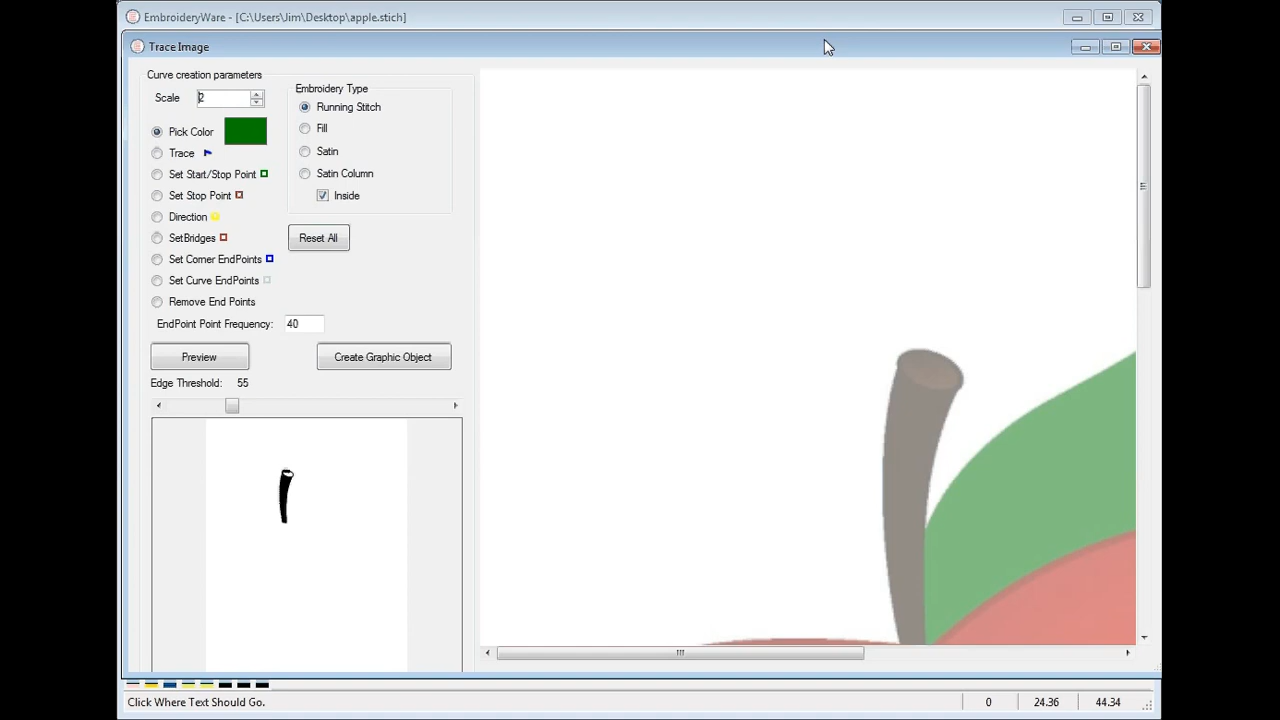 EmbroideryWare - [C:\Users\Jim\Desktop\apple.stich]
Trace Image
Curve creation parameters
Scale 2
Pick Color
Trace
Set Start/Stop Point
Set Stop Point
Direction
SetBridges
Set Corner EndPoints
Set Curve EndPoints
Remove End Points
EndPoint Point Frequency: 40
Embroidery Type
Running Stitch
Fill
Satin
Satin Column
Inside
Reset All
Preview
Create Graphic Object
Edge Threshold: 55
Click Where Text Should Go. 0 24.36 44.34